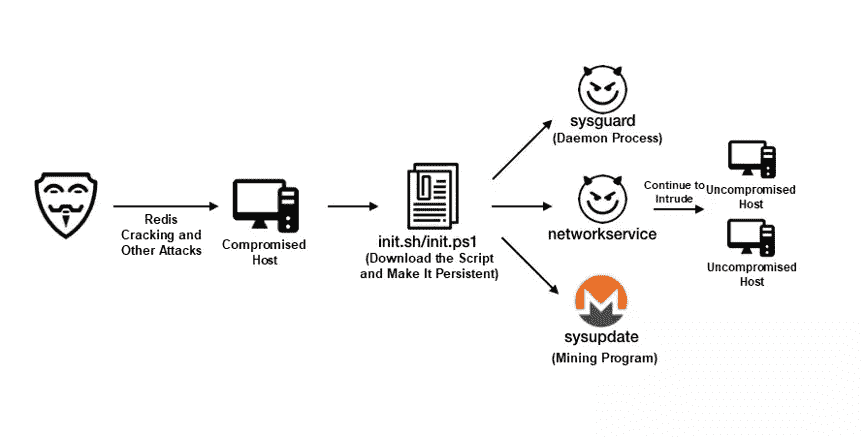 sysguard
(Daemon Process)
Redis
Cracking and
Other Attacks
Compromised
Host
init.sh/init.ps1
(Download the Script
and Make It Persistent)
networkservice
Continue to
Intrude
Uncompromised
Host
Uncompromised
Host
sysupdate
(Mining Program)